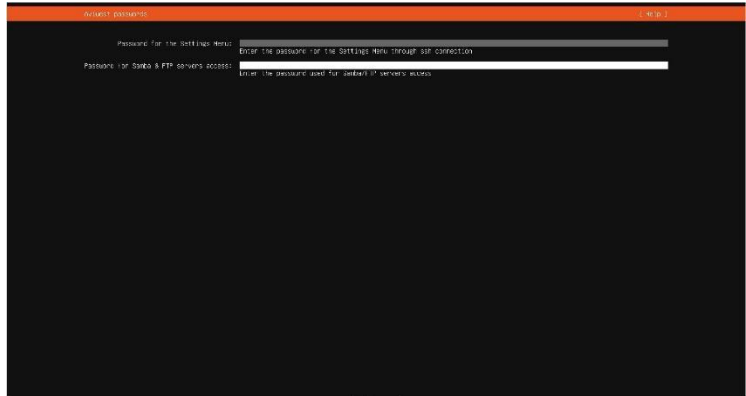 passwords [ Help ]
Password for the Settings Menu:
Enter the password for the Settings Menu through ssh connection
Password for Samba & FTP servers access:
Enter the password used for Samba/FTP servers access